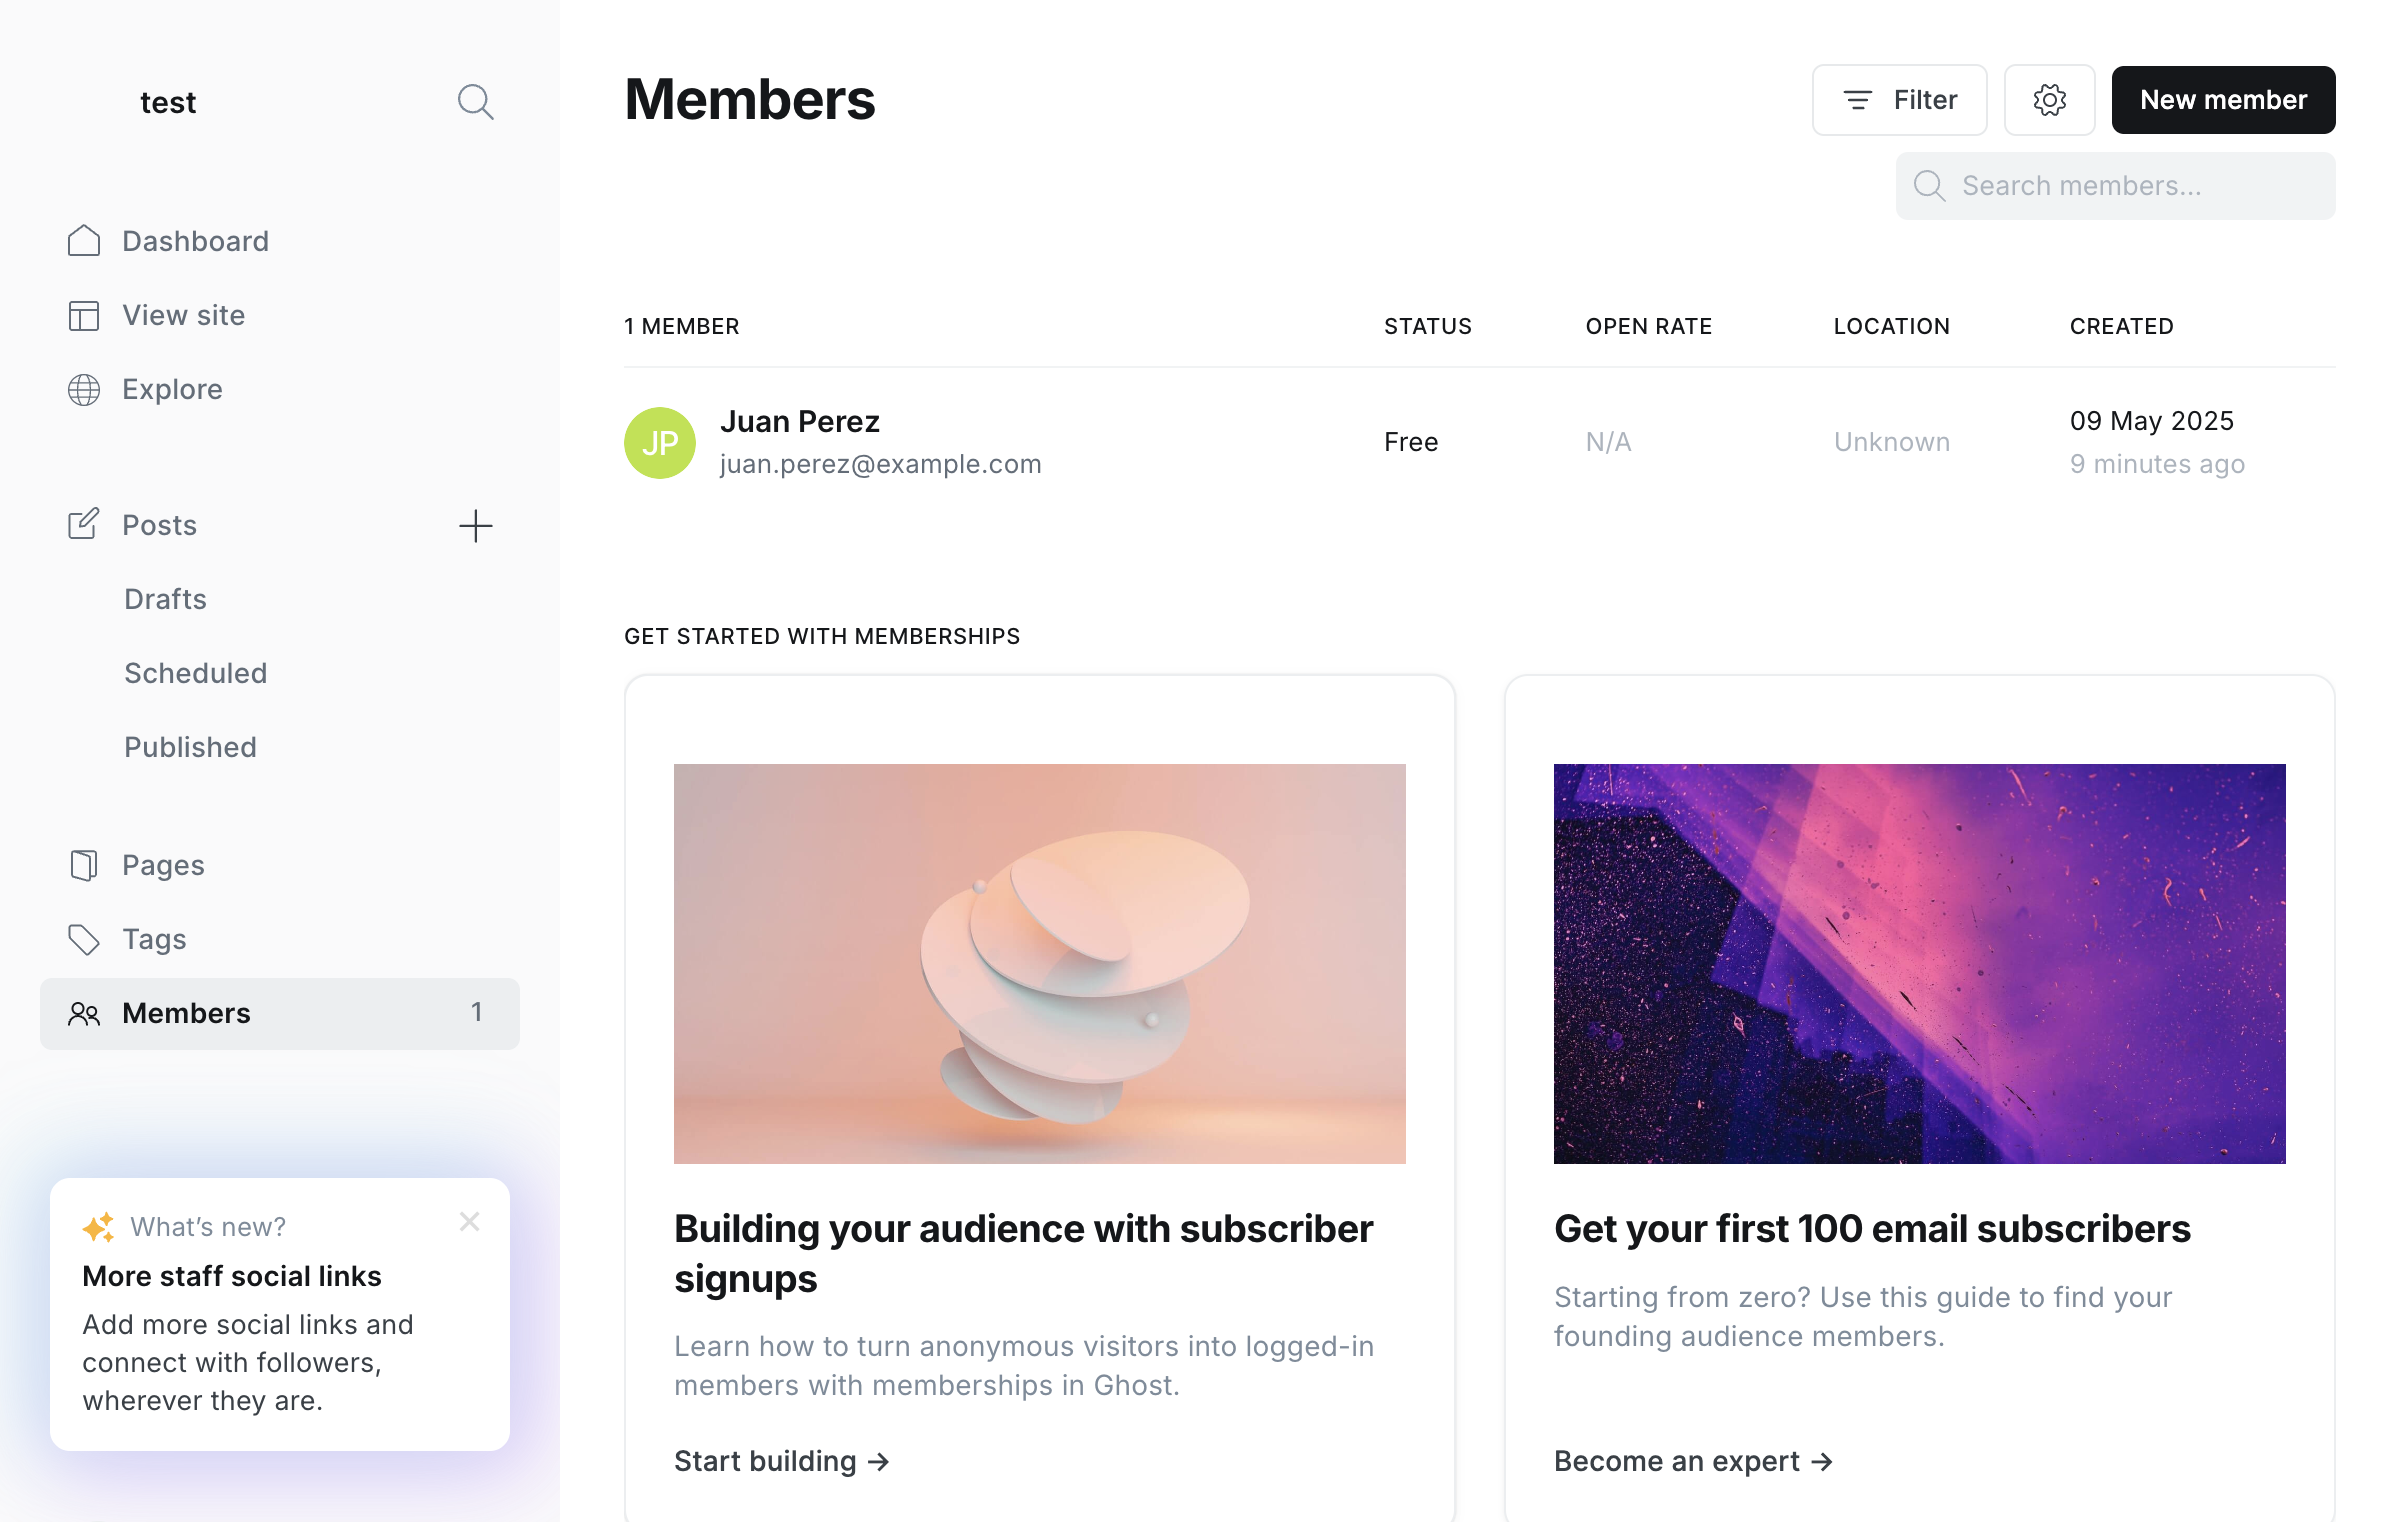 test
Dashboard
View site
Explore
Posts
Drafts
Scheduled
Published
Pages
Tags
Members 1
What's new?
More staff social links
Add more social links and
connect with followers,
wherever they are.
Members
Filter
New member
Search members...
1 MEMBER STATUS OPEN RATE LOCATION CREATED
JP
Juan Perez
juan.perez@example.com
Free
N/A
Unknown
09 May 2025
9 minutes ago
GET STARTED WITH MEMBERSHIPS
Building your audience with subscriber
signups
Learn how to turn anonymous visitors into logged-in
members with memberships in Ghost.
Start building →
Get your first 100 email subscribers
Starting from zero? Use this guide to find your
founding audience members.
Become an expert →